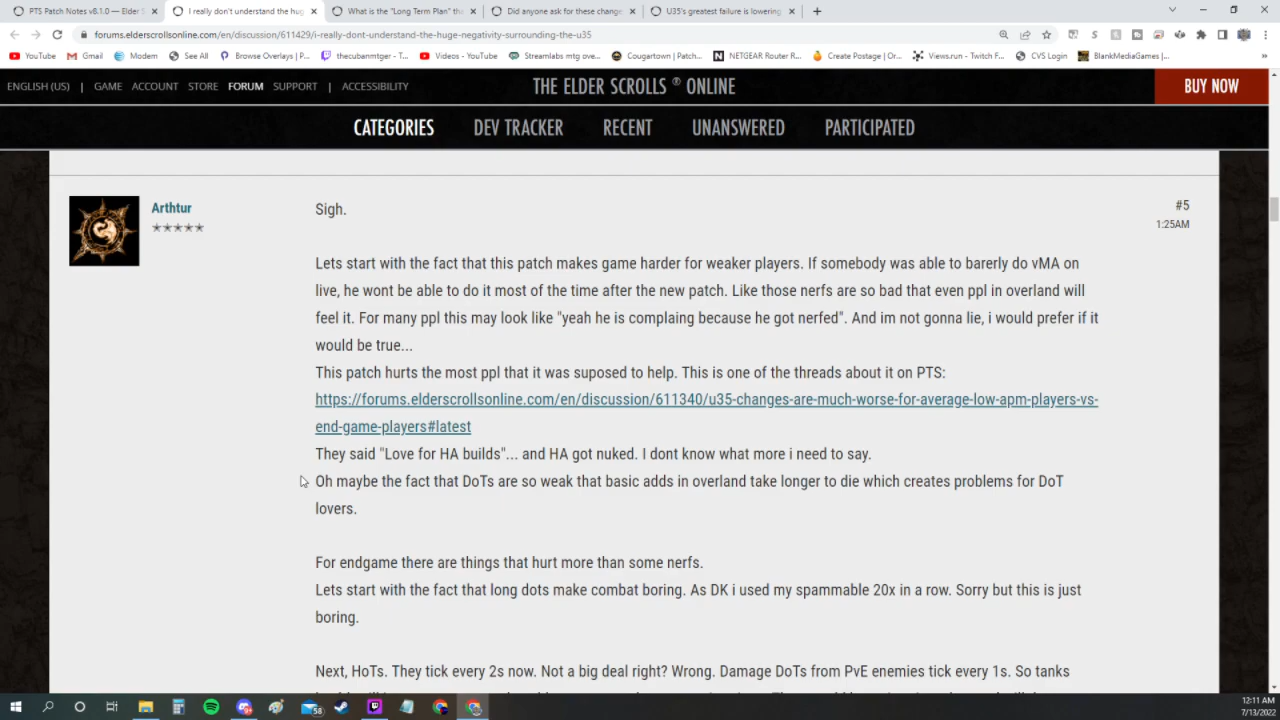 PTS Patch Notes v8.1.0 — Elder S
I really don't understand the hug
What is the "Long Term Plan" tha
Did anyone ask for these change
U35's greatest failure is lowering
forums.elderscrollsonline.com/en/discussion/611429/i-really-dont-understand-the-huge-negativity-surrounding-the-u35
YouTube
Gmail
Modem
See All
Browse Overlays | P...
thecubanmtger - T...
Videos - YouTube
Streamlabs mtg ove...
Cougartown | Patch...
NETGEAR Router R...
Create Postage | Or...
Views.run - Twitch F...
CVS Login
BlankMediaGames |...
»
ENGLISH (US) | GAME ACCOUNT STORE FORUM SUPPORT | ACCESSIBILITY
THE ELDER SCROLLS ® ONLINE
BUY NOW
CATEGORIES DEV TRACKER RECENT UNANSWERED PARTICIPATED
Arthtur
★★★★★
Sigh.
#5
1:25AM
Lets start with the fact that this patch makes game harder for weaker players. If somebody was able to barerly do vMA on
live, he wont be able to do it most of the time after the new patch. Like those nerfs are so bad that even ppl in overland will
feel it. For many ppl this may look like "yeah he is complaing because he got nerfed". And im not gonna lie, i would prefer if it
would be true...
This patch hurts the most ppl that it was suposed to help. This is one of the threads about it on PTS:
https://forums.elderscrollsonline.com/en/discussion/611340/u35-changes-are-much-worse-for-average-low-apm-players-vs-
end-game-players#latest
They said "Love for HA builds"... and HA got nuked. I dont know what more i need to say.
Oh maybe the fact that DoTs are so weak that basic adds in overland take longer to die which creates problems for DoT
lovers.
For endgame there are things that hurt more than some nerfs.
Lets start with the fact that long dots make combat boring. As DK i used my spammable 20x in a row. Sorry but this is just
boring.
Next, HoTs. They tick every 2s now. Not a big deal right? Wrong. Damage DoTs from PvE enemies tick every 1s. So tanks
58
12:11 AM
7/13/2022